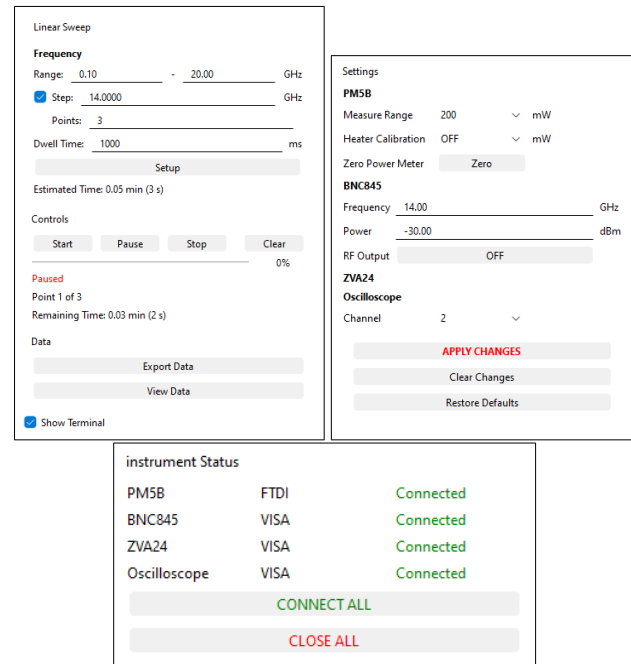 Linear Sweep
Frequency
Range: 0.10 - 20.00 GHz
Step: 14.0000 GHz
Points: 3
Dwell Time: 1000 ms
Setup
Estimated Time: 0.05 min (3 s)
Controls
Start Pause Stop Clear
0%
Paused
Point 1 of 3
Remaining Time: 0.03 min (2 s)
Data
Export Data
View Data
Show Terminal
Settings
PM5B
Measure Range 200 mW
Heater Calibration OFF mW
Zero Power Meter Zero
BNC845
Frequency 14.00 GHz
Power -30.00 dBm
RF Output OFF
ZVA24
Oscilloscope
Channel 2
APPLY CHANGES
Clear Changes
Restore Defaults
instrument Status
PM5B FTDI Connected
BNC845 VISA Connected
ZVA24 VISA Connected
Oscilloscope VISA Connected
CONNECT ALL
CLOSE ALL